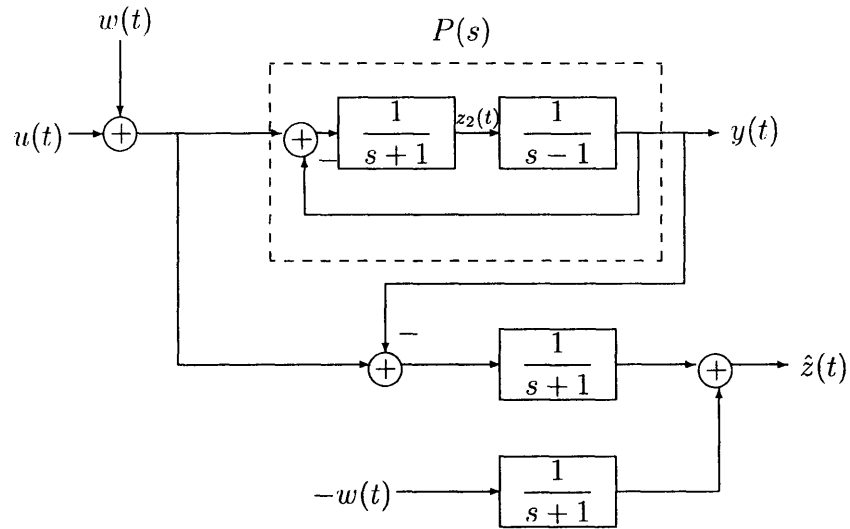 w(t)
P(s)
u(t)
+
+
−
1
s + 1
z₂(t)
1
s − 1
y(t)
−
+
1
s + 1
+
ẑ(t)
−w(t)
1
s + 1